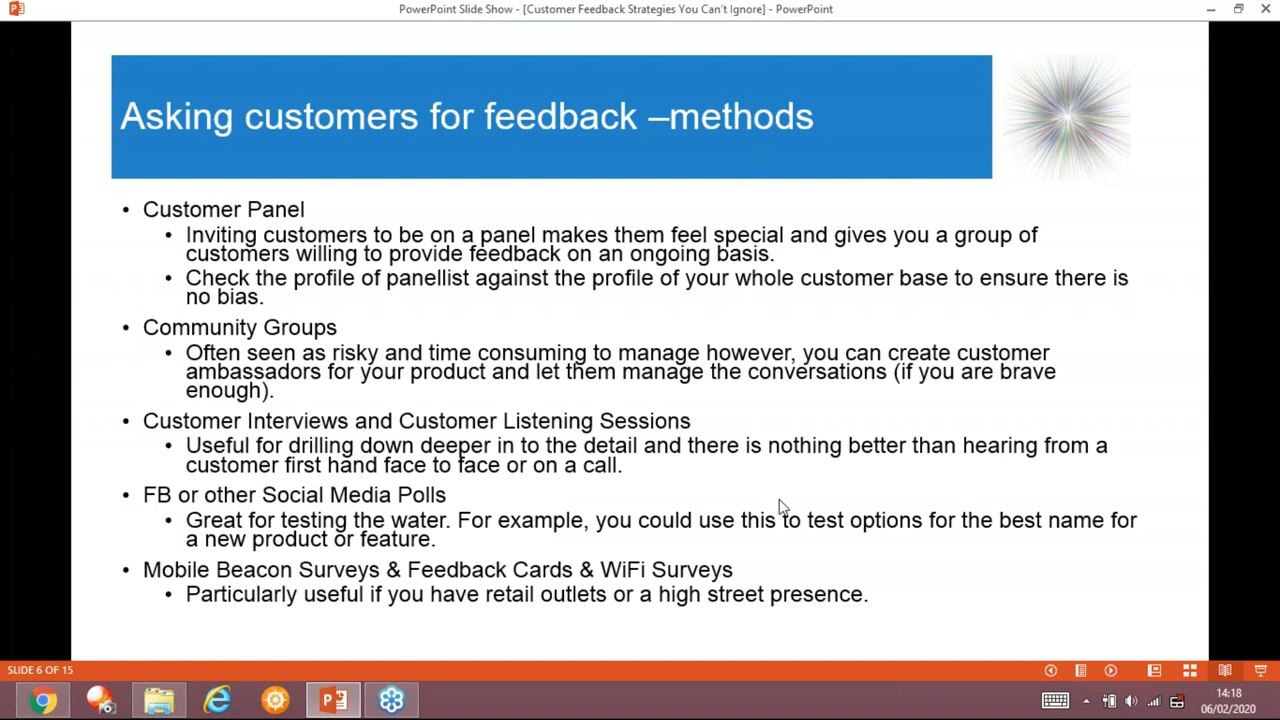 PowerPoint Slide Show - [Customer Feedback Strategies You Can't Ignore] - PowerPoint
Asking customers for feedback –methods
• Customer Panel
• Inviting customers to be on a panel makes them feel special and gives you a group of
customers willing to provide feedback on an ongoing basis.
• Check the profile of panellist against the profile of your whole customer base to ensure there is
no bias.
• Community Groups
• Often seen as risky and time consuming to manage however, you can create customer
ambassadors for your product and let them manage the conversations (if you are brave
enough).
• Customer Interviews and Customer Listening Sessions
• Useful for drilling down deeper in to the detail and there is nothing better than hearing from a
customer first hand face to face or on a call.
• FB or other Social Media Polls
• Great for testing the water. For example, you could use this to test options for the best name for
a new product or feature.
• Mobile Beacon Surveys & Feedback Cards & WiFi Surveys
• Particularly useful if you have retail outlets or a high street presence.
SLIDE 6 OF 15
14:18
06/02/2020